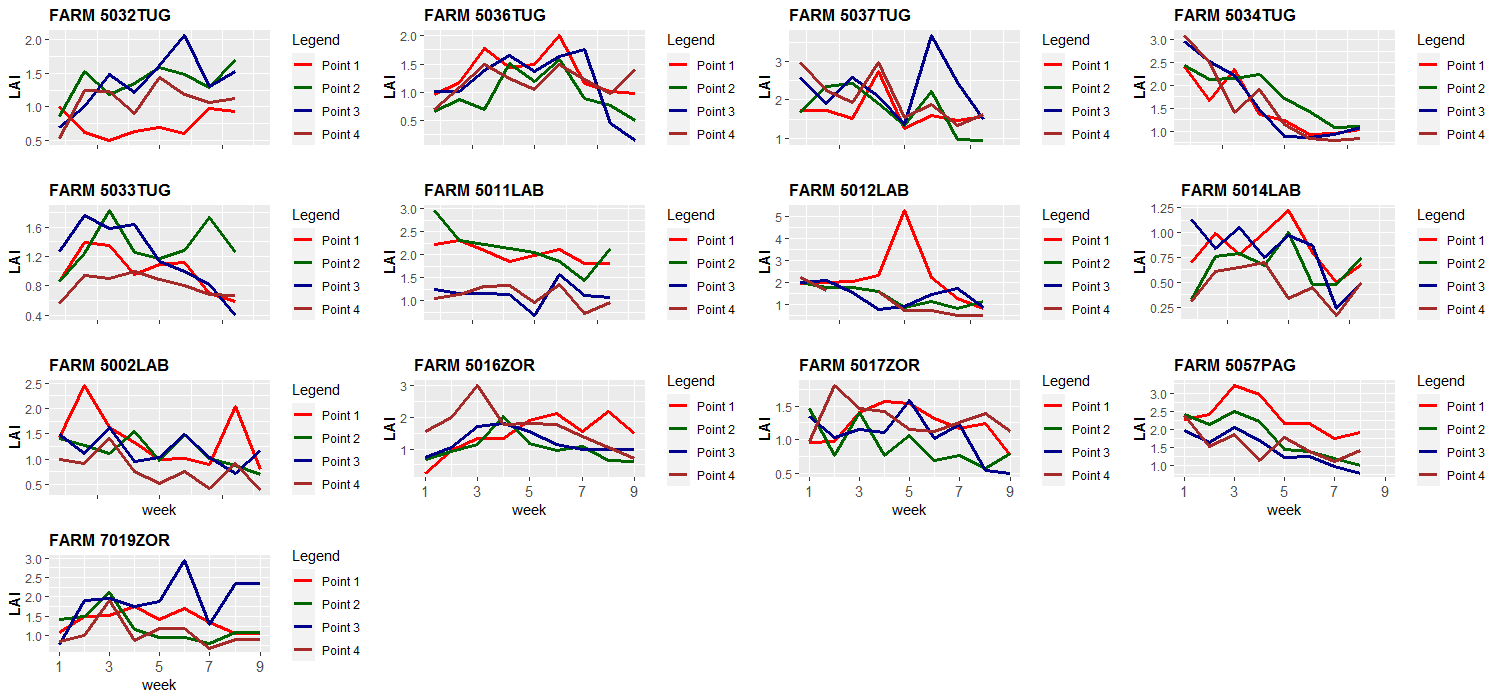 FARM 5032TUG
LAI
2.0
1.5
1.0
0.5
Legend
Point 1
Point 2
Point 3
Point 4
FARM 5036TUG
LAI
2.0
1.5
1.0
0.5
Legend
Point 1
Point 2
Point 3
Point 4
FARM 5037TUG
LAI
3
2
1
Legend
Point 1
Point 2
Point 3
Point 4
FARM 5034TUG
LAI
3.0
2.5
2.0
1.5
1.0
Legend
Point 1
Point 2
Point 3
Point 4
FARM 5033TUG
LAI
1.6
1.2
0.8
0.4
Legend
Point 1
Point 2
Point 3
Point 4
FARM 5011LAB
LAI
3.0
2.5
2.0
1.5
1.0
Legend
Point 1
Point 2
Point 3
Point 4
FARM 5012LAB
LAI
5
4
3
2
1
Legend
Point 1
Point 2
Point 3
Point 4
FARM 5014LAB
LAI
1.25
1.00
0.75
0.50
0.25
Legend
Point 1
Point 2
Point 3
Point 4
FARM 5002LAB
LAI
2.5
2.0
1.5
1.0
0.5
Legend
Point 1
Point 2
Point 3
Point 4
FARM 5016ZOR
LAI
3
2
1
1 3 5 7 9
week
Legend
Point 1
Point 2
Point 3
Point 4
FARM 5017ZOR
LAI
1.5
1.0
0.5
1 3 5 7 9
week
Legend
Point 1
Point 2
Point 3
Point 4
FARM 5057PAG
LAI
3.0
2.5
2.0
1.5
1.0
1 3 5 7 9
week
Legend
Point 1
Point 2
Point 3
Point 4
FARM 7019ZOR
LAI
3.0
2.5
2.0
1.5
1.0
1 3 5 7 9
week
Legend
Point 1
Point 2
Point 3
Point 4